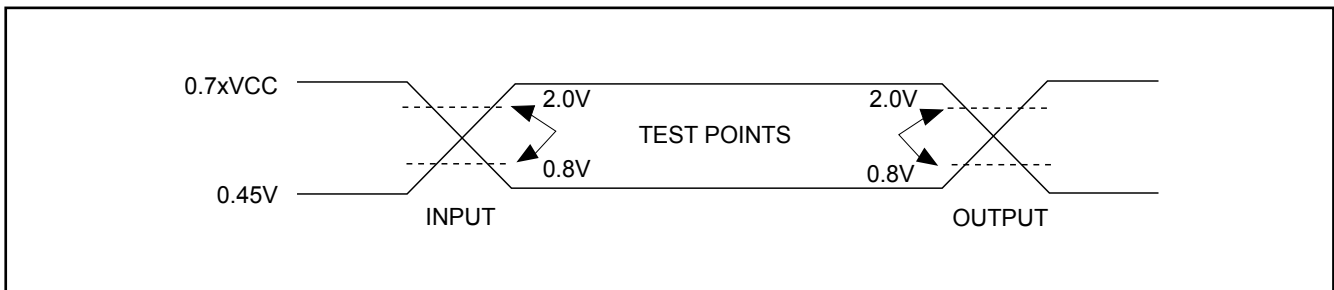 0.7xVCC
2.0V
2.0V
TEST POINTS
0.8V
0.8V
0.45V
INPUT
OUTPUT